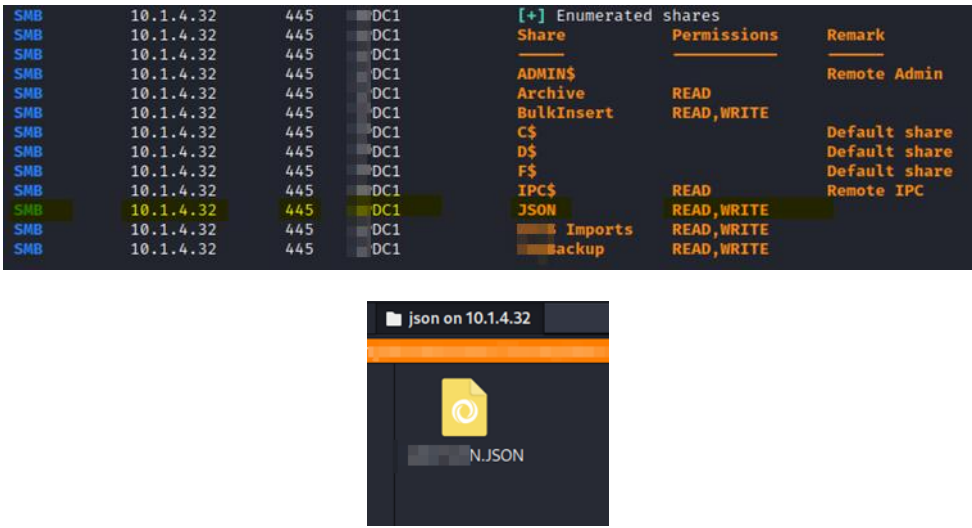 SMB 10.1.4.32 445 DC1 [+] Enumerated shares
SMB 10.1.4.32 445 DC1 Share Permissions Remark
SMB 10.1.4.32 445 DC1 ----- ----------- ------
SMB 10.1.4.32 445 DC1 ADMIN$ Remote Admin
SMB 10.1.4.32 445 DC1 Archive READ
SMB 10.1.4.32 445 DC1 BulkInsert READ,WRITE
SMB 10.1.4.32 445 DC1 C$ Default share
SMB 10.1.4.32 445 DC1 D$ Default share
SMB 10.1.4.32 445 DC1 F$ Default share
SMB 10.1.4.32 445 DC1 IPC$ READ Remote IPC
SMB 10.1.4.32 445 DC1 JSON READ,WRITE
SMB 10.1.4.32 445 DC1 Imports READ,WRITE
SMB 10.1.4.32 445 DC1 Backup READ,WRITE
json on 10.1.4.32
N.JSON